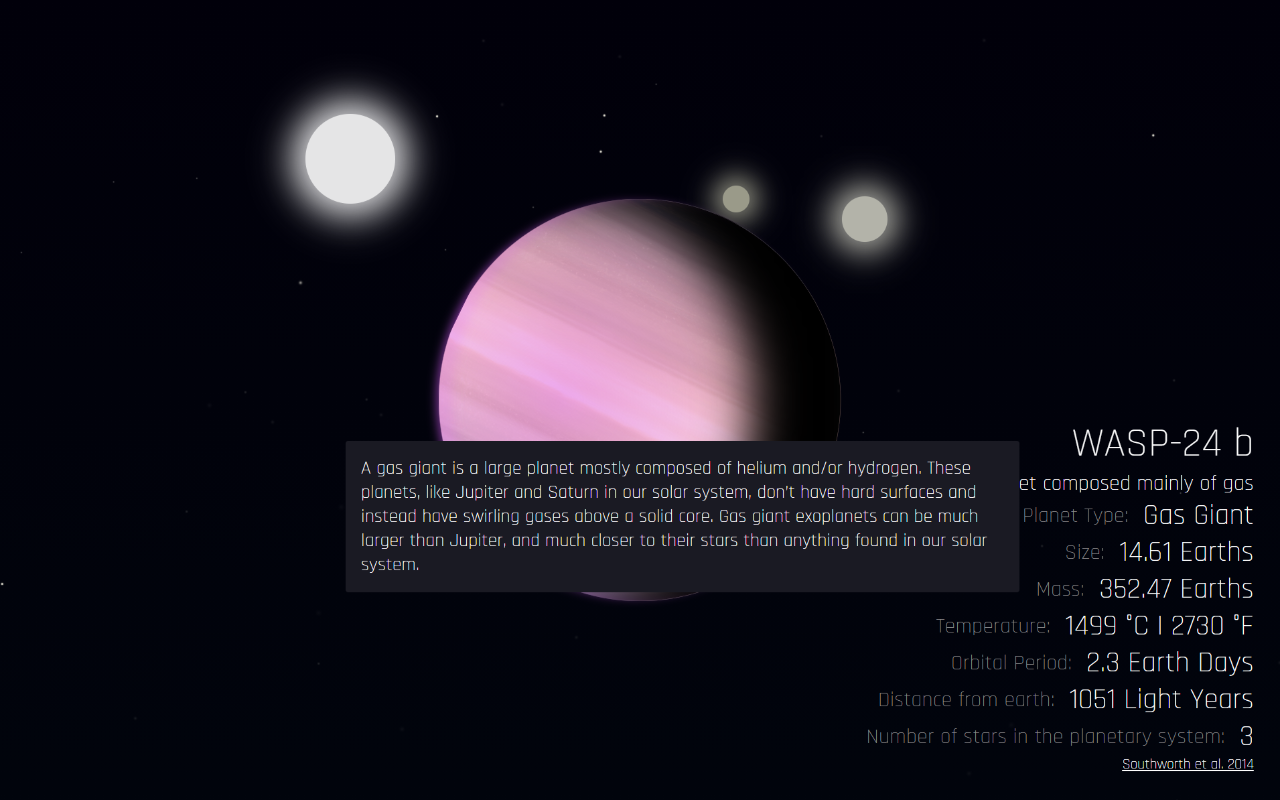 WASP-24 b
A gas giant is a large planet mostly composed of helium and/or hydrogen. These
planets, like Jupiter and Saturn in our solar system, don't have hard surfaces and
instead have swirling gases above a solid core. Gas giant exoplanets can be much
larger than Jupiter, and much closer to their stars than anything found in our solar
system.
composed mainly of gas
Planet Type: Gas Giant
Size: 14.61 Earths
Mass: 352.47 Earths
Temperature: 1499 °C | 2730 °F
Orbital Period: 2.3 Earth Days
Distance from earth: 1051 Light Years
Number of stars in the planetary system: 3
Southworth et al. 2014